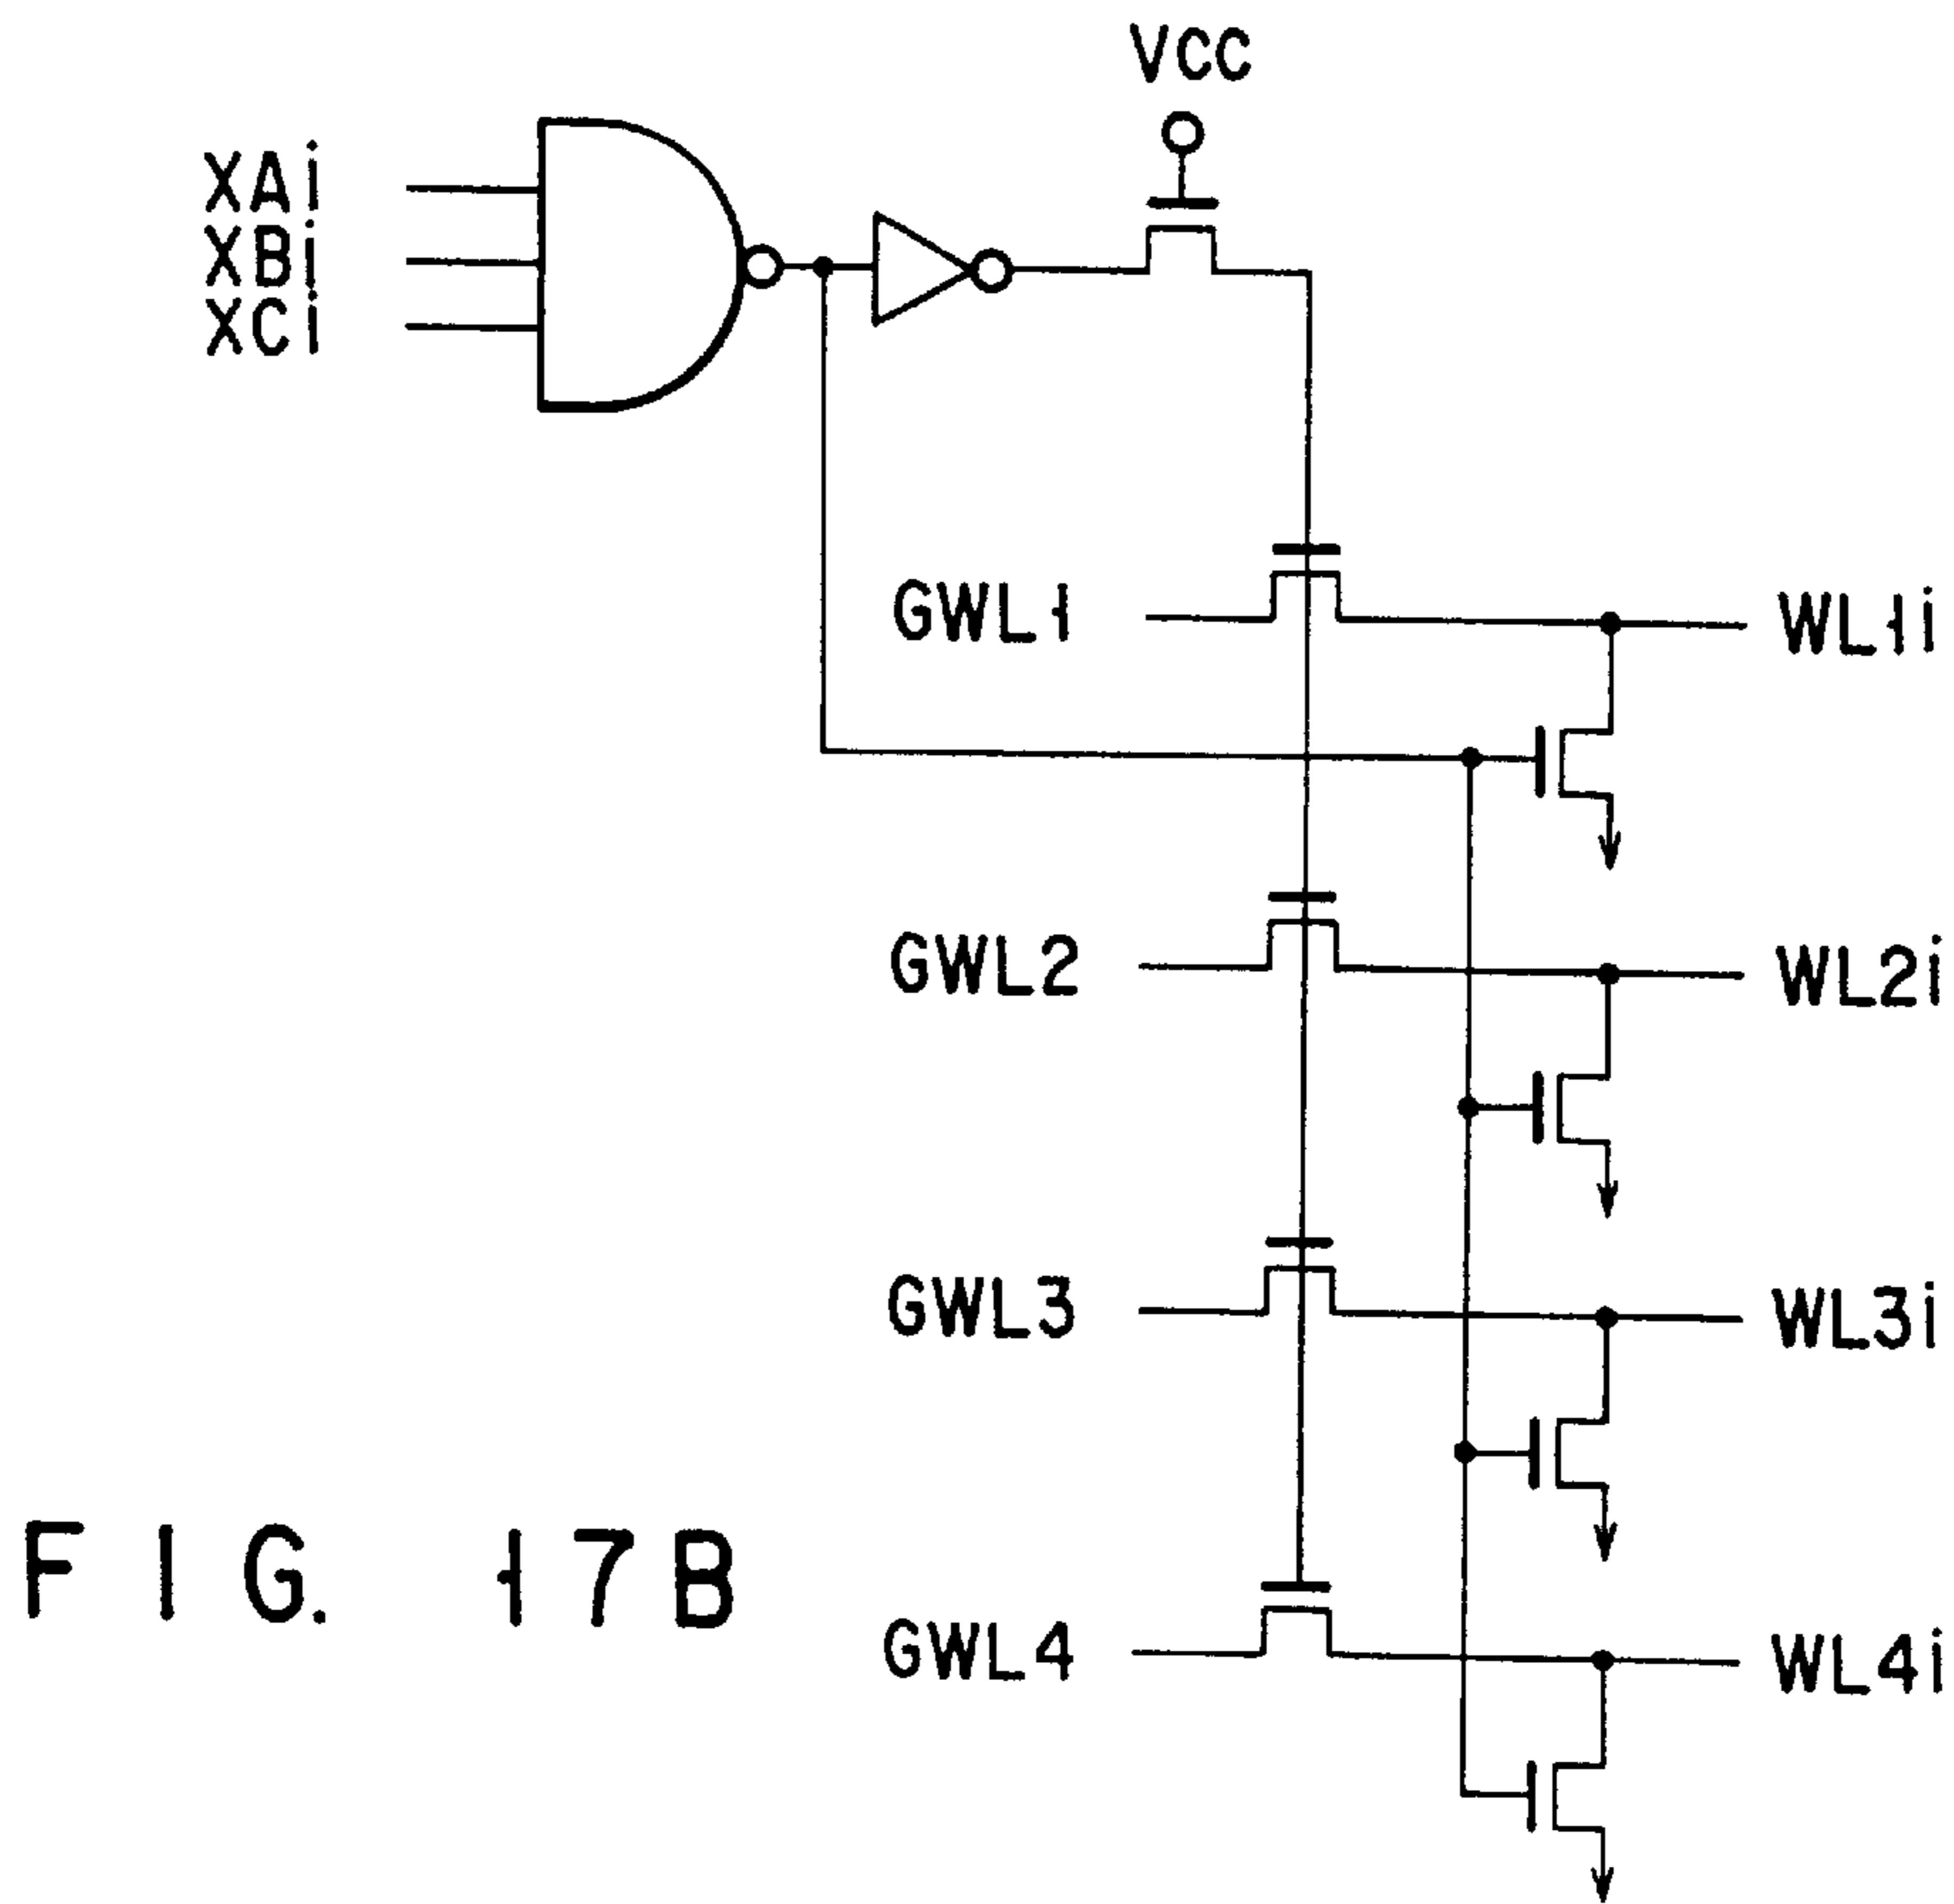 VCC
XAi
XBi
XCi
GWL1
WL1i
GWL2
WL2i
GWL3
WL3i
GWL4
WL4i
FIG. 17B